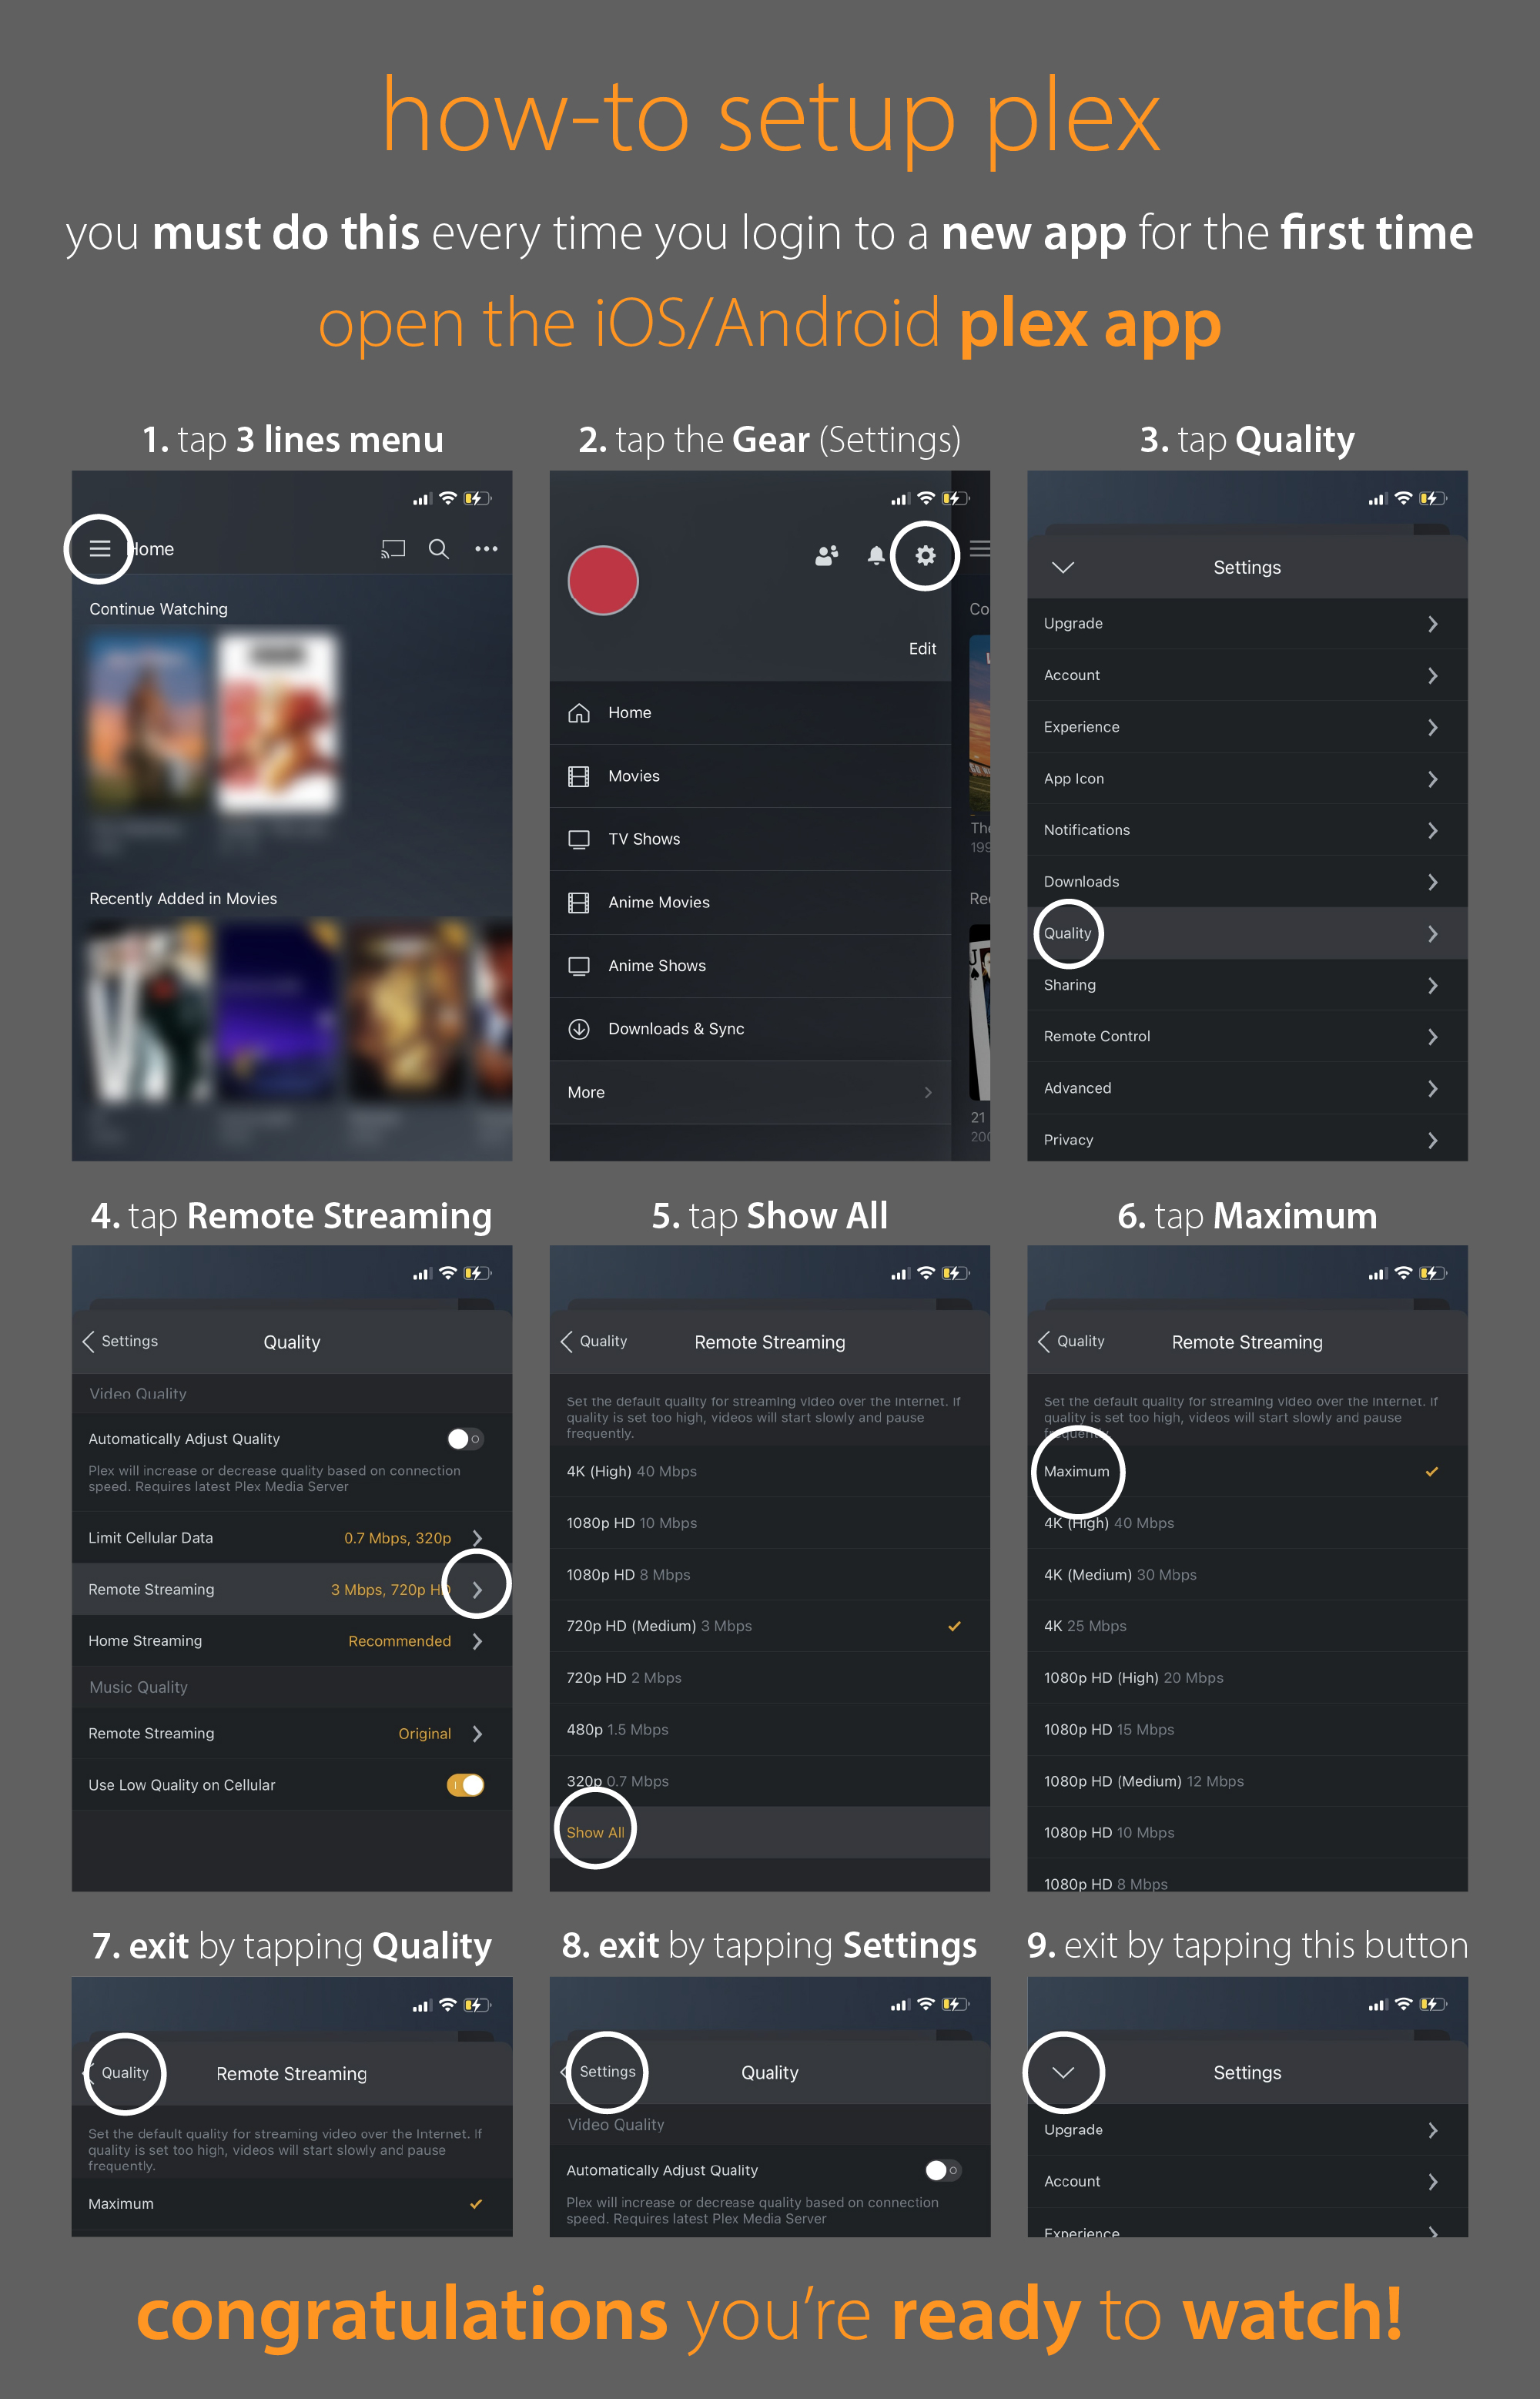 how-to setup plex
you must do this every time you login to a new app for the first time
open the iOS/Android plex app
1. tap 3 lines menu
Home
Continue Watching
Recently Added in Movies
2. tap the Gear (Settings)
Edit
Home
Movies
TV Shows
Anime Movies
Anime Shows
Downloads & Sync
More
Co
The
199
Rec
21
200
3. tap Quality
Settings
Upgrade
Account
Experience
App Icon
Notifications
Downloads
Quality
Sharing
Remote Control
Advanced
Privacy
4. tap Remote Streaming
Settings
Quality
Video Quality
Automatically Adjust Quality
Plex will increase or decrease quality based on connection
speed. Requires latest Plex Media Server
Limit Cellular Data 0.7 Mbps, 320p
Remote Streaming 3 Mbps, 720p HD
Home Streaming Recommended
Music Quality
Remote Streaming Original
Use Low Quality on Cellular
5. tap Show All
Quality
Remote Streaming
Set the default quality for streaming video over the Internet. If
quality is set too high, videos will start slowly and pause
frequently.
4K (High) 40 Mbps
1080p HD 10 Mbps
1080p HD 8 Mbps
720p HD (Medium) 3 Mbps
720p HD 2 Mbps
480p 1.5 Mbps
320p 0.7 Mbps
Show All
6. tap Maximum
Quality
Remote Streaming
Set the default quality for streaming video over the Internet. If
quality is set too high, videos will start slowly and pause
frequently.
Maximum
4K (High) 40 Mbps
4K (Medium) 30 Mbps
4K 25 Mbps
1080p HD (High) 20 Mbps
1080p HD 15 Mbps
1080p HD (Medium) 12 Mbps
1080p HD 10 Mbps
1080p HD 8 Mbps
7. exit by tapping Quality
Quality
Remote Streaming
Set the default quality for streaming video over the Internet. If
quality is set too high, videos will start slowly and pause
frequently.
Maximum
8. exit by tapping Settings
Settings
Quality
Video Quality
Automatically Adjust Quality
Plex will increase or decrease quality based on connection
speed. Requires latest Plex Media Server
9. exit by tapping this button
Settings
Upgrade
Account
Experience
congratulations you're ready to watch!